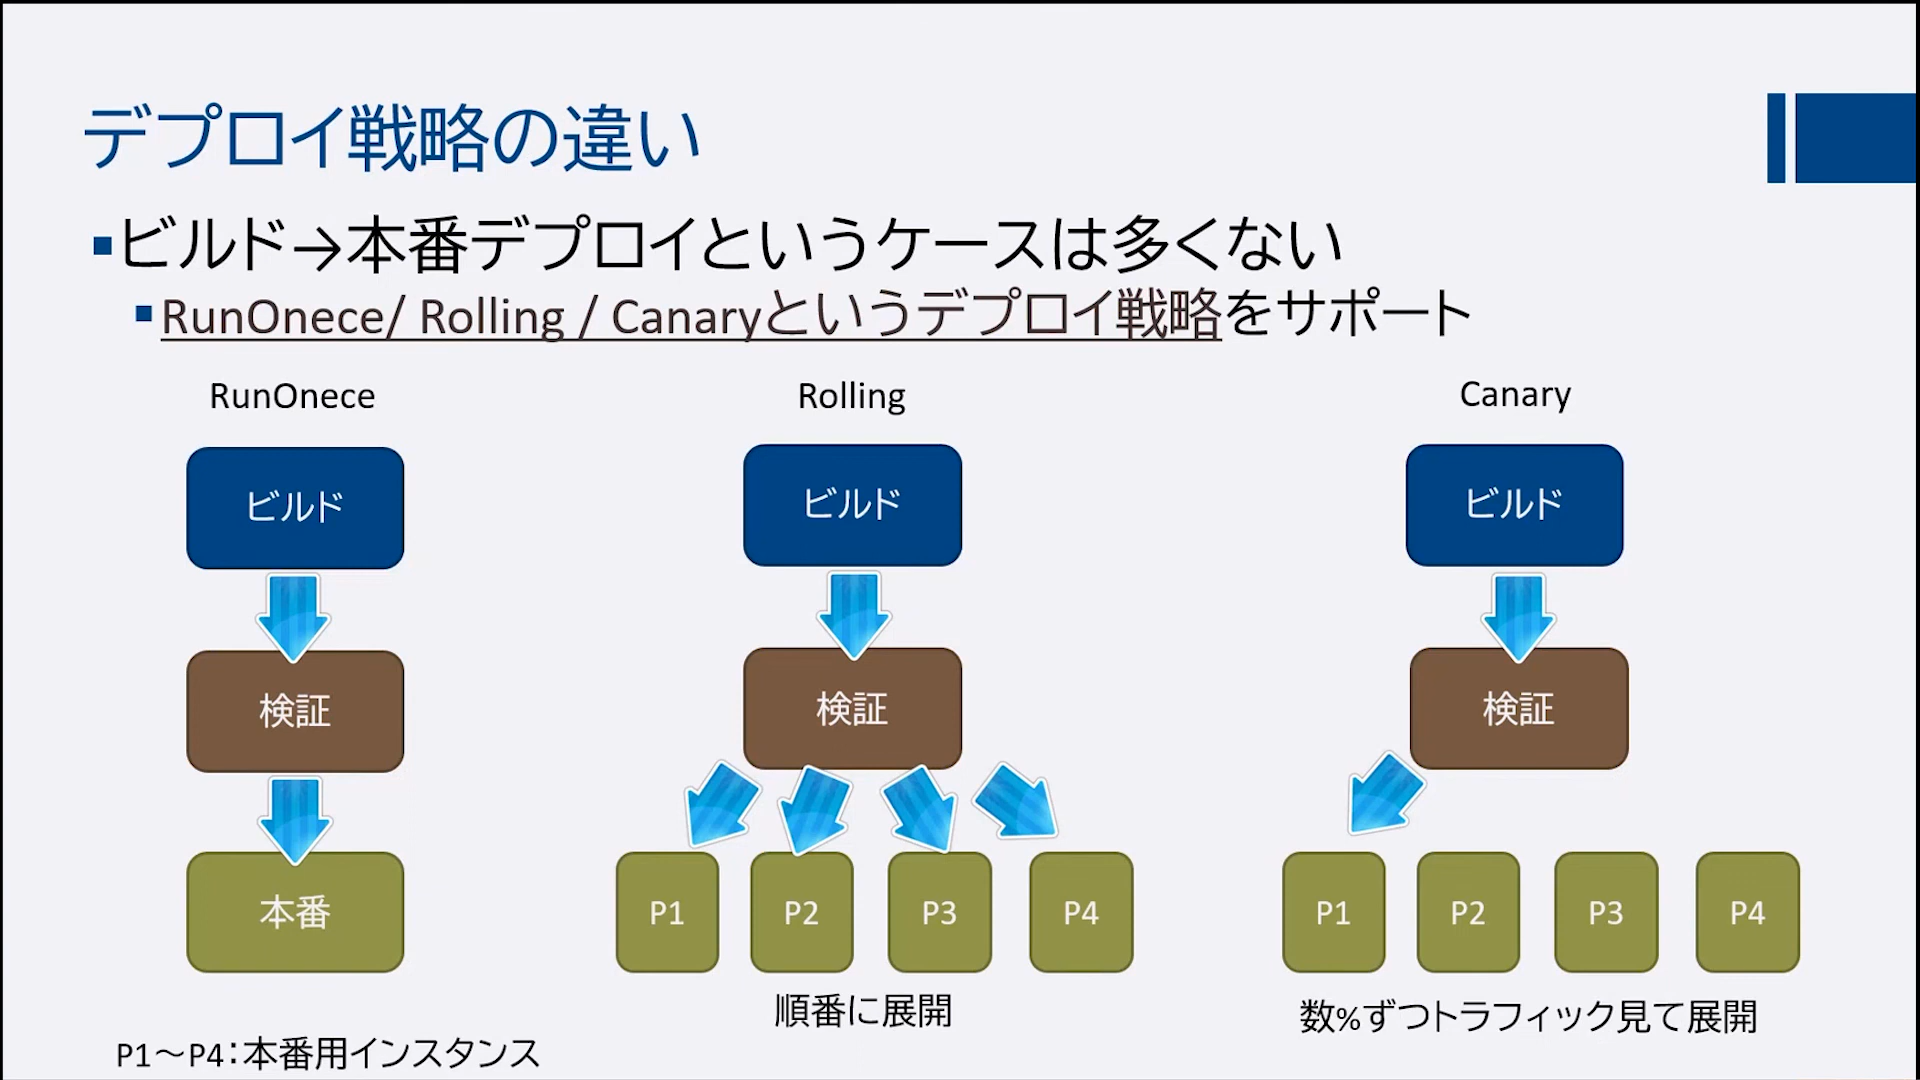 デプロイ戦略の違い
ビルド→本番デプロイというケースは多くない
RunOnece/ Rolling / Canaryというデプロイ戦略をサポート
RunOnece
Rolling
Canary
ビルド
ビルド
ビルド
検証
検証
検証
本番
P1
P2
P3
P4
P1
P2
P3
P4
順番に展開
数%ずつトラフィック見て展開
P1～P4：本番用インスタンス